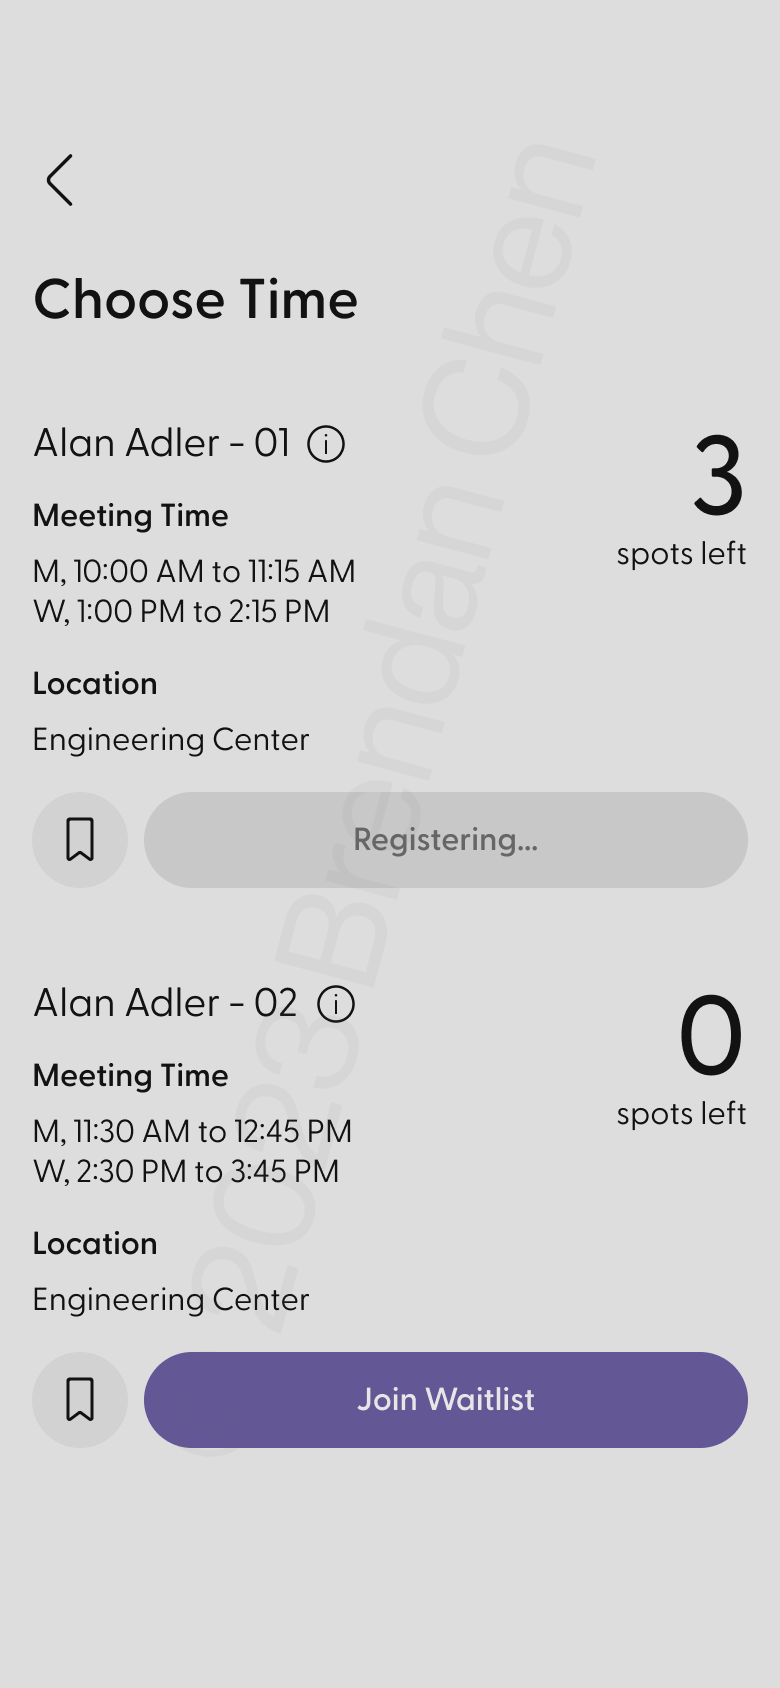 Choose Time
Alan Adler - 01
3
spots left
Meeting Time
M, 10:00 AM to 11:15 AM
W, 1:00 PM to 2:15 PM
Location
Engineering Center
Registering...
Alan Adler - 02
0
spots left
Meeting Time
M, 11:30 AM to 12:45 PM
W, 2:30 PM to 3:45 PM
Location
Engineering Center
Join Waitlist
© 2023 Brendan Chen